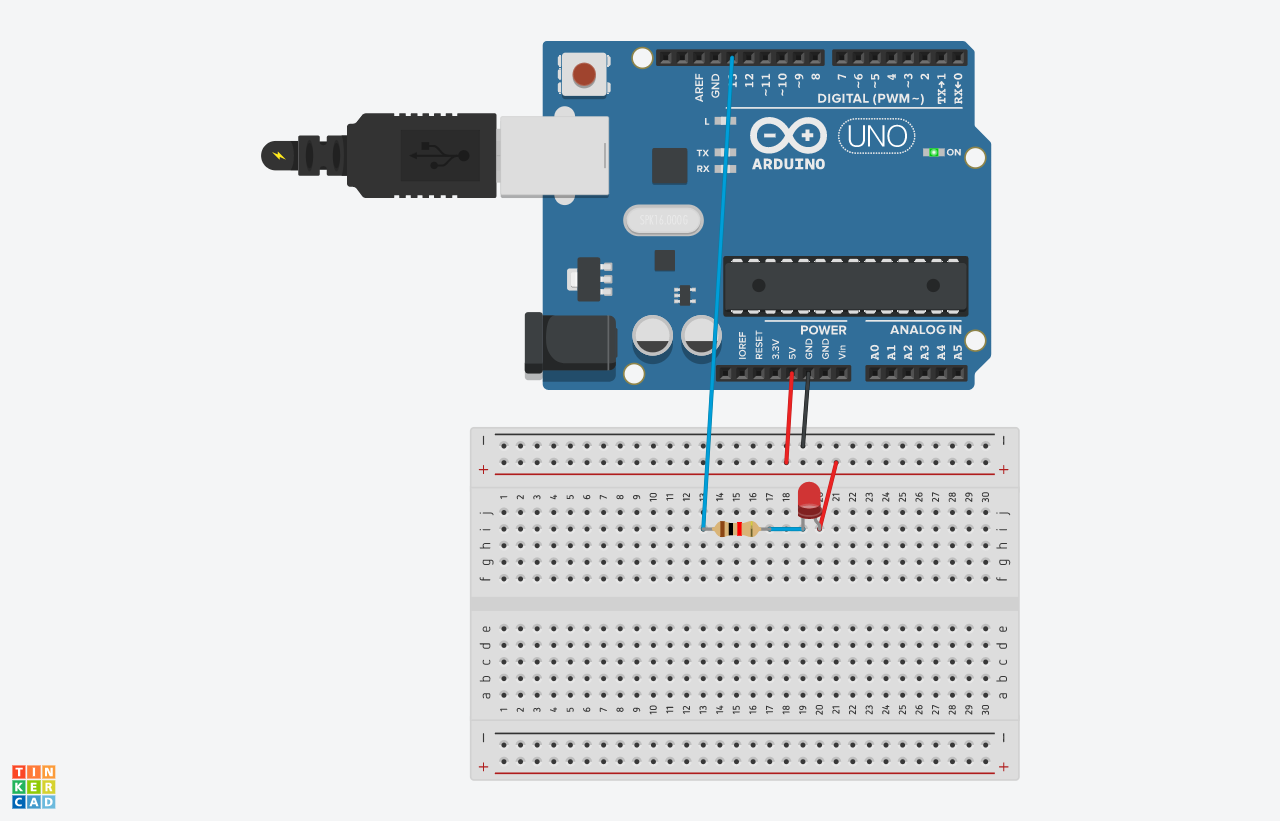 AREF
GND
13
12
~11
~10
~9
8
7
~6
~5
4
~3
2
TX→1
RX←0
DIGITAL (PWM~)
L
TX
RX
UNO
ARDUINO
ON
POWER
ANALOG IN
IOREF
RESET
3.3V
5V
GND
GND
Vin
A0
A1
A2
A3
A4
A5
− −
+ +
1 2 3 4 5 6 7 8 9 10 11 12 13 14 15 16 17 18 20 21 22 23 24 25 26 27 28 29 30
j j
i i
h h
g g
f f
e e
d d
c c
b b
a a
1 2 3 4 5 6 7 8 9 10 11 12 13 14 15 16 17 18 19 20 21 22 23 24 25 26 27 28 29 30
− −
+ +
TIN
KER
CAD